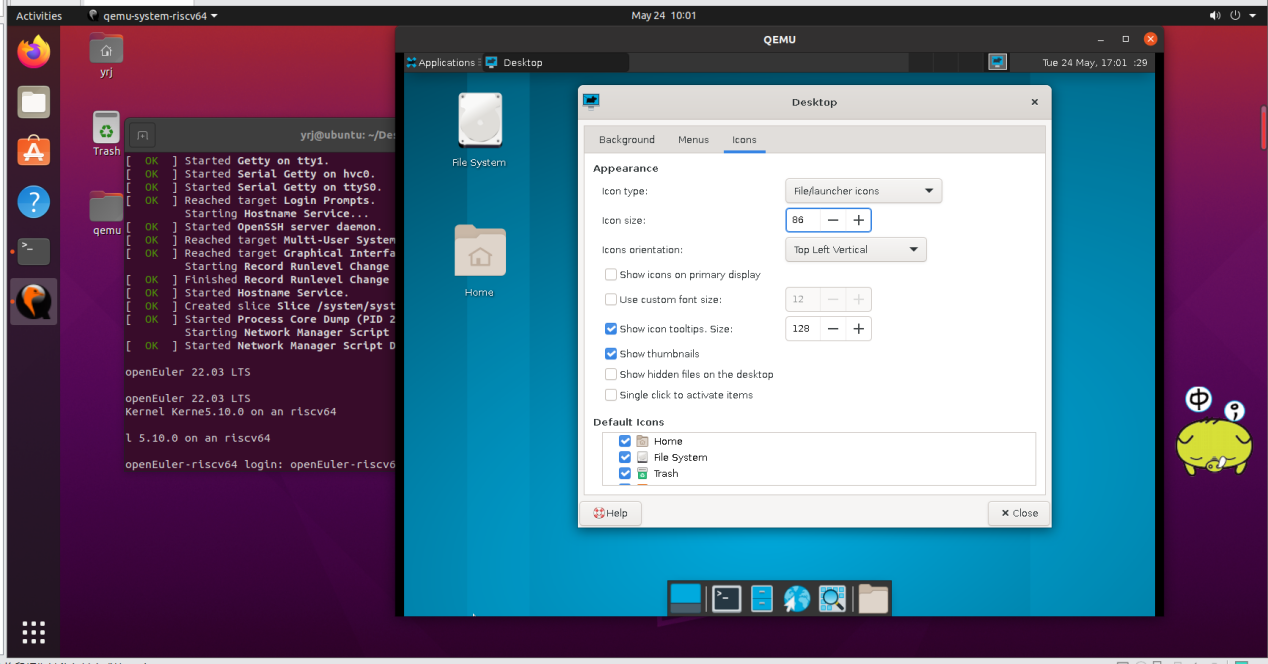 Activities
qemu-system-riscv64
May 24 10:01
yrj
Trash
qemu
yrj@ubuntu: ~/De
[ OK ] Started Getty on tty1.
[ OK ] Started Serial Getty on hvc0.
[ OK ] Started Serial Getty on ttyS0.
[ OK ] Reached target Login Prompts.
Starting Hostname Service...
[ OK ] Started OpenSSH server daemon.
[ OK ] Reached target Multi-User System
[ OK ] Reached target Graphical Interfa
Starting Record Runlevel Change
[ OK ] Finished Record Runlevel Change
[ OK ] Started Hostname Service.
[ OK ] Created slice Slice /system/syst
[ OK ] Started Process Core Dump (PID 2
Starting Network Manager Script
[ OK ] Started Network Manager Script D
openEuler 22.03 LTS
openEuler 22.03 LTS
Kernel Kerne5.10.0 on an riscv64
l 5.10.0 on an riscv64
openEuler-riscv64 login: openEuler-riscv6
QEMU
Applications
Desktop
Tue 24 May, 17:01 :29
File System
Home
Desktop
Background
Menus
Icons
Appearance
Icon type:
File/launcher icons
Icon size:
86
Icons orientation:
Top Left Vertical
Show icons on primary display
Use custom font size:
12
Show icon tooltips. Size:
128
Show thumbnails
Show hidden files on the desktop
Single click to activate items
Default Icons
Home
File System
Trash
Help
Close
中